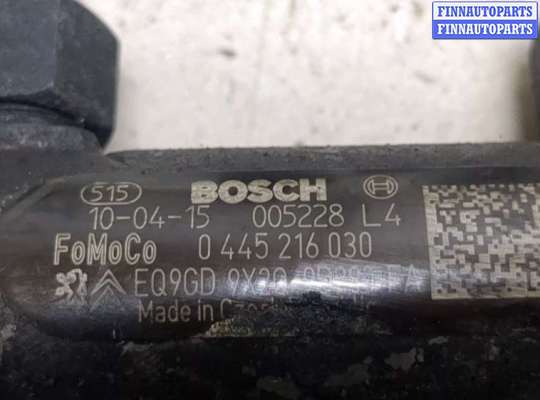 FINNAUTOPARTS
FINNAUTOPARTS
515 BOSCH
10-04-15 005228 L4
FoMoCo 0 445 216 030
EQ9GD
Made in